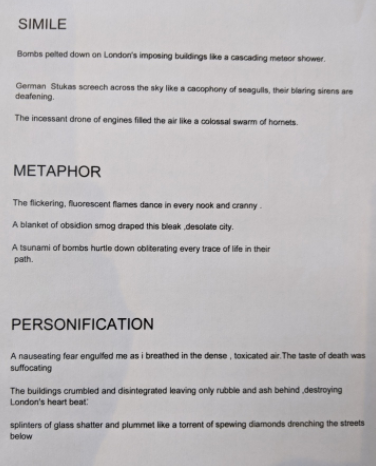 SIMILE
Bombs pelted down on London's imposing buildings like a cascading meteor shower.
German Stukas screech across the sky like a cacophony of seagulls, their blaring sirens are
deafening.
The incessant drone of engines filled the air like a colossal swarm of hornets.
METAPHOR
The flickering, fluorescent flames dance in every nook and cranny .
A blanket of obsidion smog draped this bleak ,desolate city.
A tsunami of bombs hurtle down obliterating every trace of life in their
path.
PERSONIFICATION
A nauseating fear engulfed me as i breathed in the dense , toxicated air.The taste of death was
suffocating
The buildings crumbled and disintegrated leaving only rubble and ash behind ,destroying
London's heart beat.'
splinters of glass shatter and plummet like a torrent of spewing diamonds drenching the streets
below